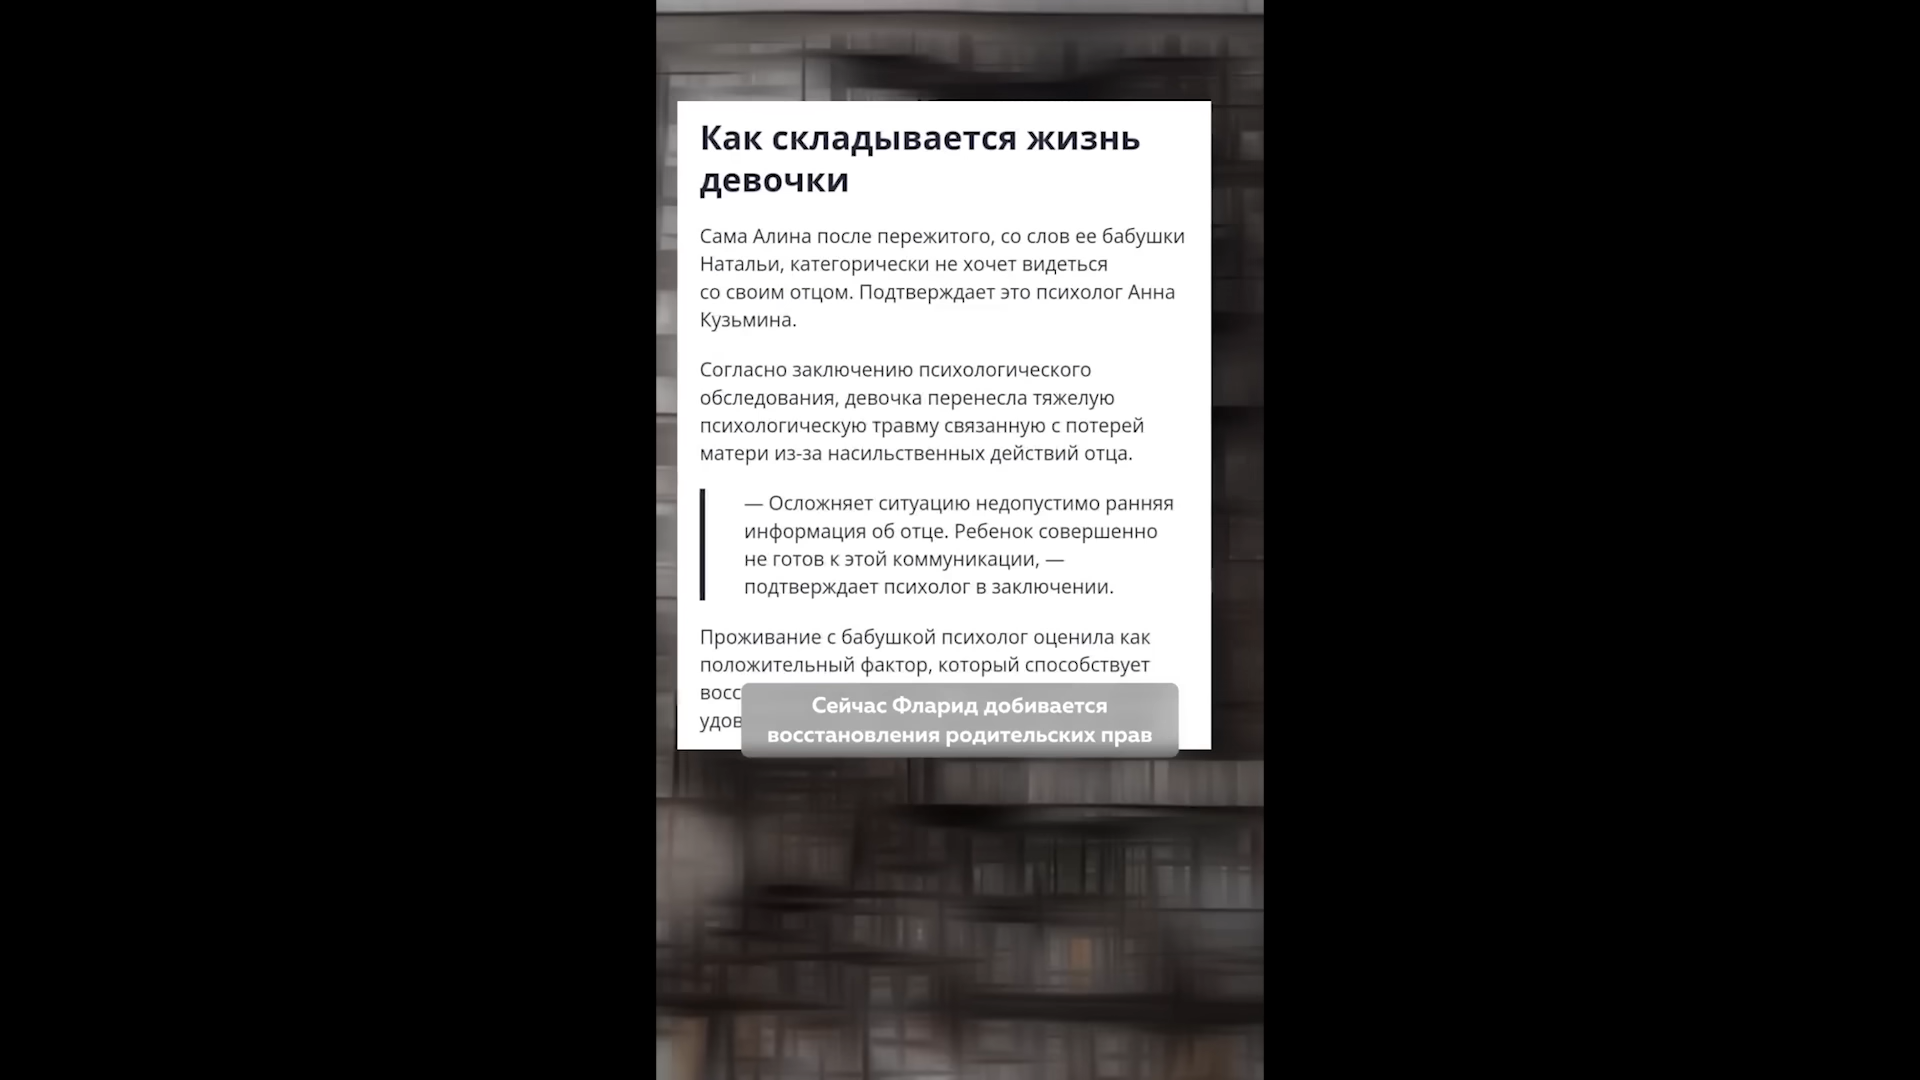 Как складывается жизнь
девочки
Сама Алина после пережитого, со слов ее бабушки
Натальи, категорически не хочет видеться
со своим отцом. Подтверждает это психолог Анна
Кузьмина.
Согласно заключению психологического
обследования, девочка перенесла тяжелую
психологическую травму связанную с потерей
матери из-за насильственных действий отца.
— Осложняет ситуацию недопустимо ранняя
информация об отце. Ребенок совершенно
не готов к этой коммуникации, —
подтверждает психолог в заключении.
Проживание с бабушкой психолог оценила как
положительный фактор, который способствует
Сейчас Фларид добивается
восстановления родительских прав